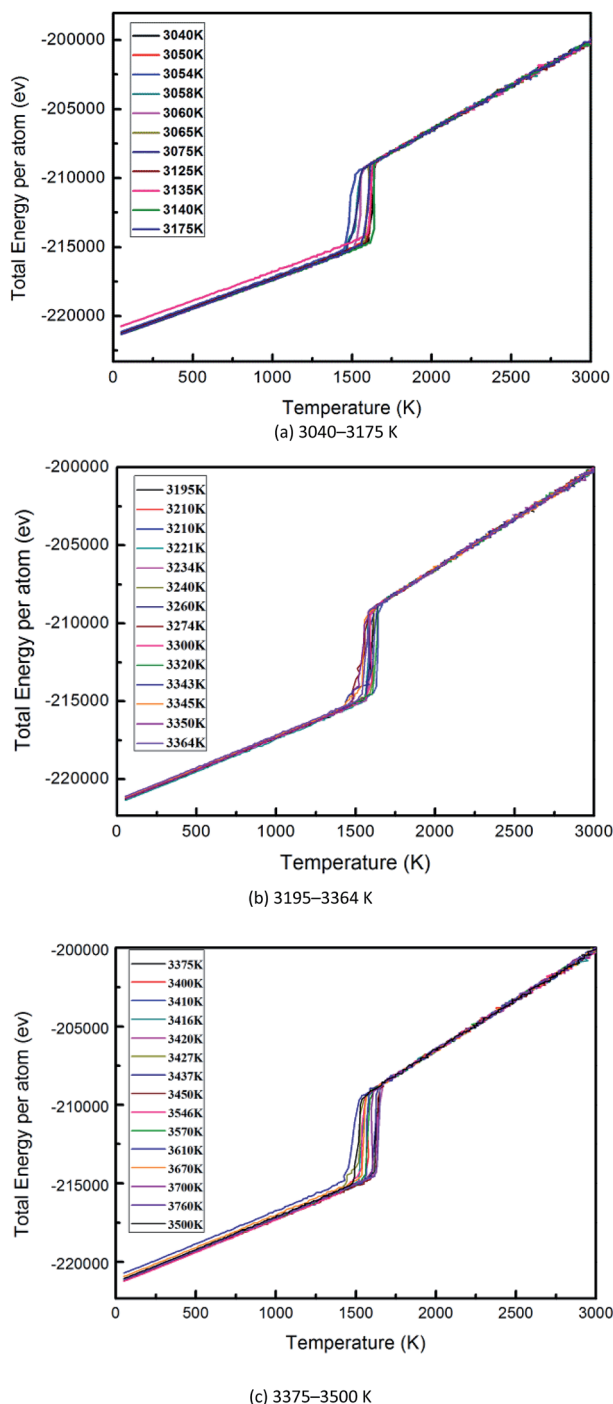 -200000
-205000
-210000
-215000
-220000
Total Energy per atom (ev)
3040K
3050K
3054K
3058K
3060K
3065K
3075K
3125K
3135K
3140K
3175K
0 500 1000 1500 2000 2500 3000
Temperature (K)
(a) 3040–3175 K
-200000
-205000
-210000
-215000
-220000
Total Energy per atom (ev)
3195K
3210K
3210K
3221K
3234K
3240K
3260K
3274K
3300K
3320K
3343K
3345K
3350K
3364K
0 500 1000 1500 2000 2500 3000
Temperature (K)
(b) 3195–3364 K
-200000
-205000
-210000
-215000
-220000
Total Energy per atom (ev)
3375K
3400K
3410K
3416K
3420K
3427K
3437K
3450K
3546K
3570K
3610K
3670K
3700K
3760K
3500K
0 500 1000 1500 2000 2500 3000
Temperature (K)
(c) 3375–3500 K